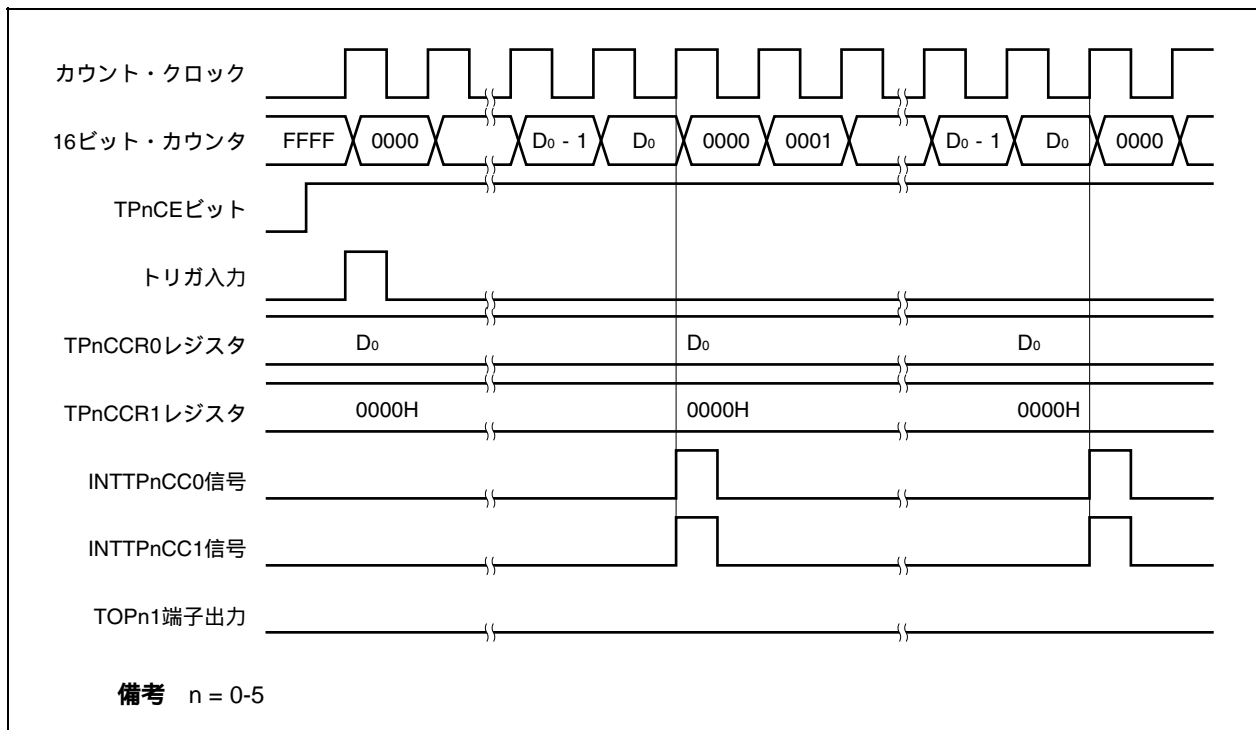 カウント・クロック
16ビット・カウンタ FFFF 0000 D0 - 1 D0 0000 0001 D0 - 1 D0 0000
TPnCEビット
トリガ入力
TPnCCR0レジスタ D0 D0 D0
TPnCCR1レジスタ 0000H 0000H 0000H
INTTPnCC0信号
INTTPnCC1信号
TOPn1端子出力
備考 n = 0-5